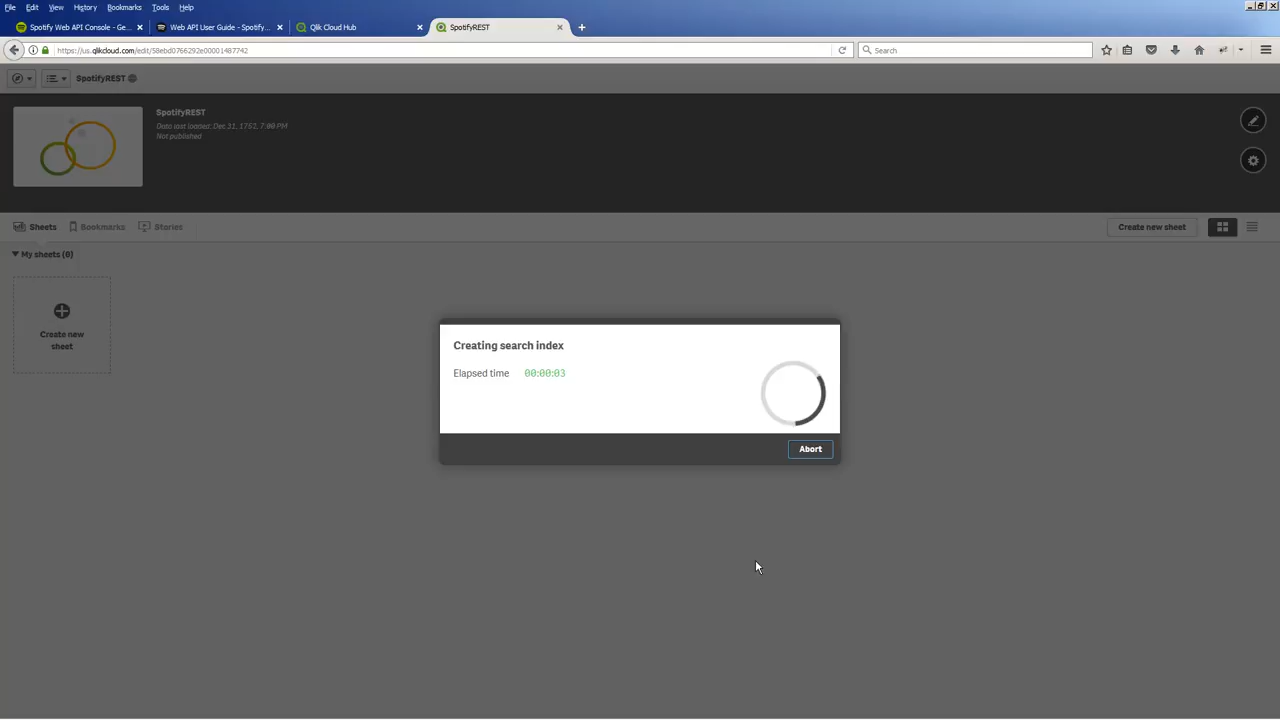 File Edit View History Bookmarks Tools Help
Spotify Web API Console - Ge...
Web API User Guide - Spotify...
Qlik Cloud Hub
SpotifyREST
https://us.qlikcloud.com/edit/58ebd0766292e00001487742
Search
SpotifyREST
SpotifyREST
Data last loaded: Dec 31, 1752, 7:00 PM
Not published
Sheets Bookmarks Stories
Create new sheet
My sheets (0)
Create new
sheet
Creating search index
Elapsed time 00:00:03
Abort